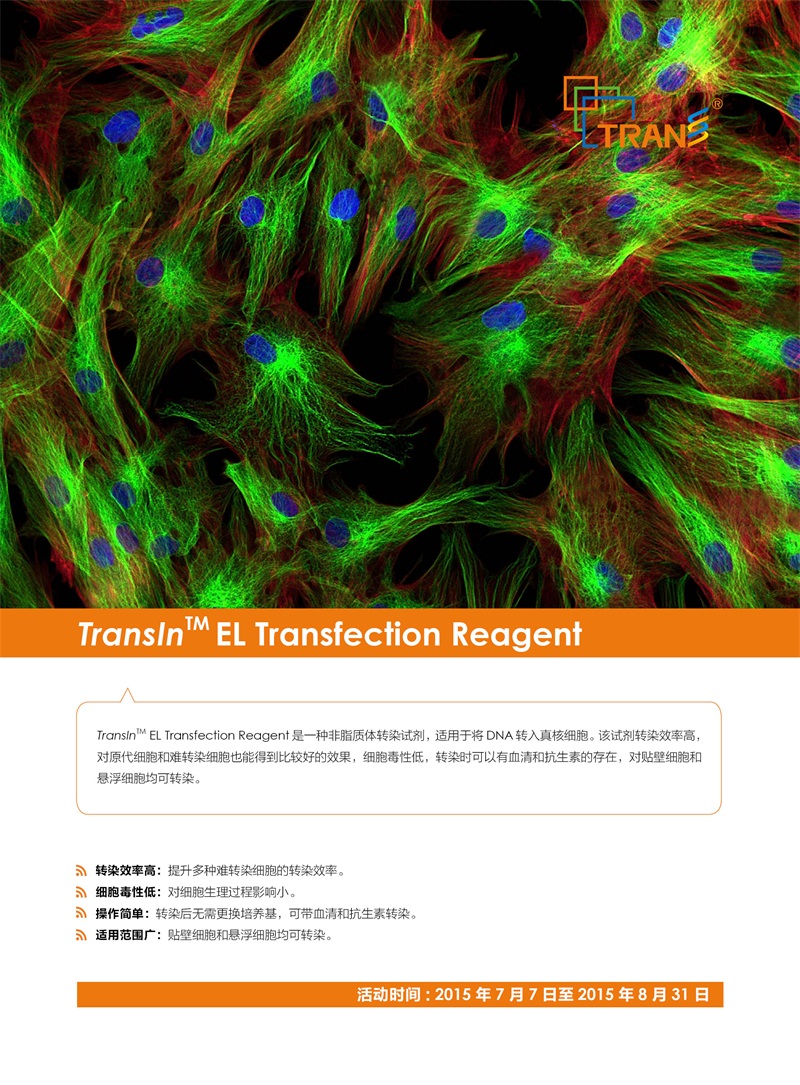 TRANS®
TransIn™ EL Transfection Reagent
TransIn™ EL Transfection Reagent 是一种非脂质体转染试剂，适用于将 DNA 转入真核细胞。该试剂转染效率高，
对原代细胞和难转染细胞也能得到比较好的效果，细胞毒性低，转染时可以有血清和抗生素的存在，对贴壁细胞和
悬浮细胞均可转染。
转染效率高：提升多种难转染细胞的转染效率。
细胞毒性低：对细胞生理过程影响小。
操作简单：转染后无需更换培养基，可带血清和抗生素转染。
适用范围广：贴壁细胞和悬浮细胞均可转染。
活动时间 : 2015 年 7 月 7 日至 2015 年 8 月 31 日